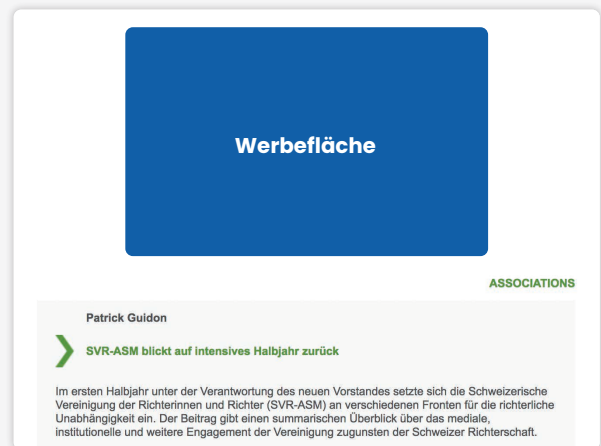 Werbefläche
ASSOCIATIONS
Patrick Guidon
SVR-ASM blickt auf intensives Halbjahr zurück
Im ersten Halbjahr unter der Verantwortung des neuen Vorstandes setzte sich die Schweizerische
Vereinigung der Richterinnen und Richter (SVR-ASM) an verschiedenen Fronten für die richterliche
Unabhängigkeit ein. Der Beitrag gibt einen summarischen Überblick über das mediale,
institutionelle und weitere Engagement der Vereinigung zugunsten der Schweizer Richterschaft.